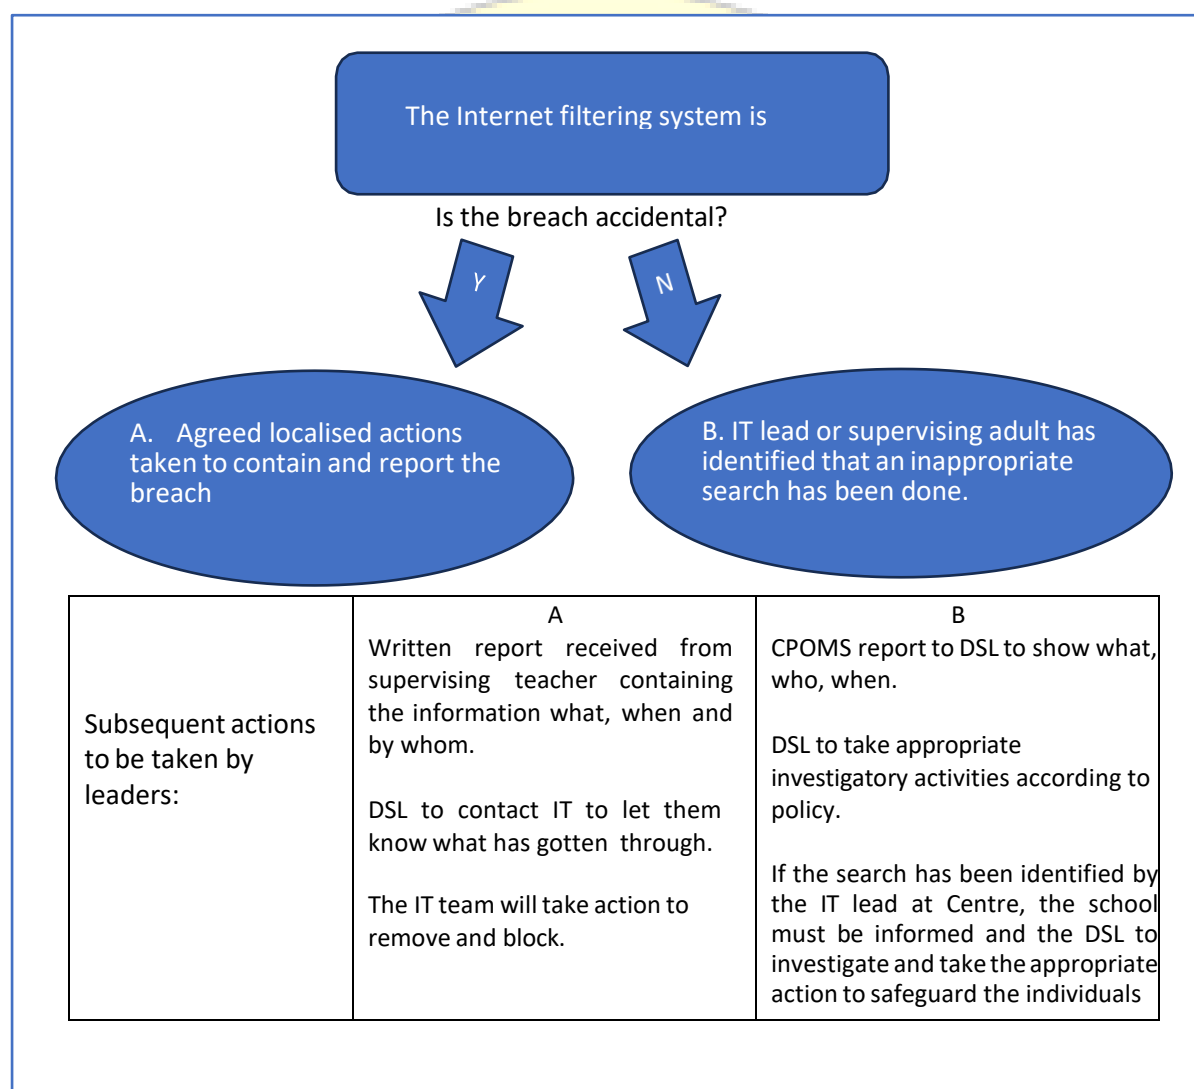 The Internet filtering system is
Is the breach accidental?
Y
N
A. Agreed localised actions
taken to contain and report the
breach
B. IT lead or supervising adult has
identified that an inappropriate
search has been done.
Subsequent actions
to be taken by
leaders:
A
Written report received from
supervising teacher containing
the information what, when and
by whom.
DSL to contact IT to let them
know what has gotten through.
The IT team will take action to
remove and block.
B
CPOMS report to DSL to show what,
who, when.
DSL to take appropriate
investigatory activities according to
policy.
If the search has been identified by
the IT lead at Centre, the school
must be informed and the DSL to
investigate and take the appropriate
action to safeguard the individuals